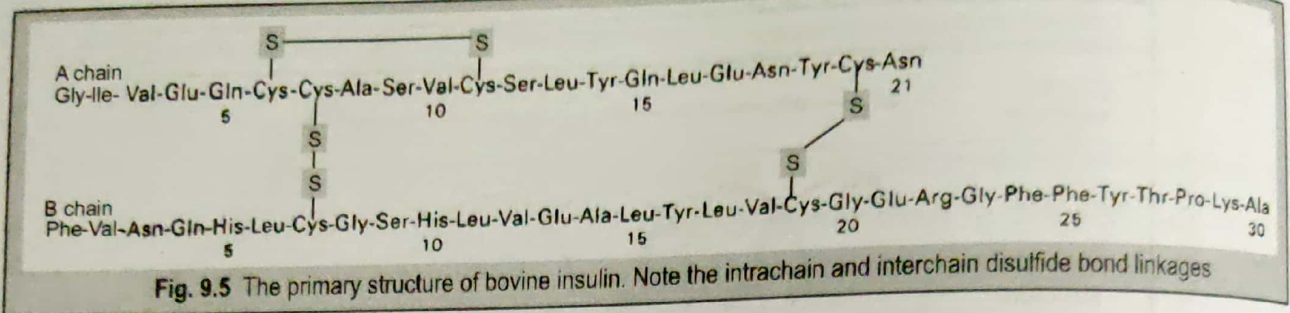 S S
A chain
Gly-Ile- Val-Glu-Gln-Cys-Cys-Ala-Ser-Val-Cys-Ser-Leu-Tyr-Gln-Leu-Glu-Asn-Tyr-Cys-Asn
5 10 15 21
S S
S
S
B chain
Phe-Val-Asn-Gln-His-Leu-Cys-Gly-Ser-His-Leu-Val-Glu-Ala-Leu-Tyr-Leu-Val-Cys-Gly-Glu-Arg-Gly-Phe-Phe-Tyr-Thr-Pro-Lys-Ala
5 10 15 20 25 30
Fig. 9.5 The primary structure of bovine insulin. Note the intrachain and interchain disulfide bond linkages